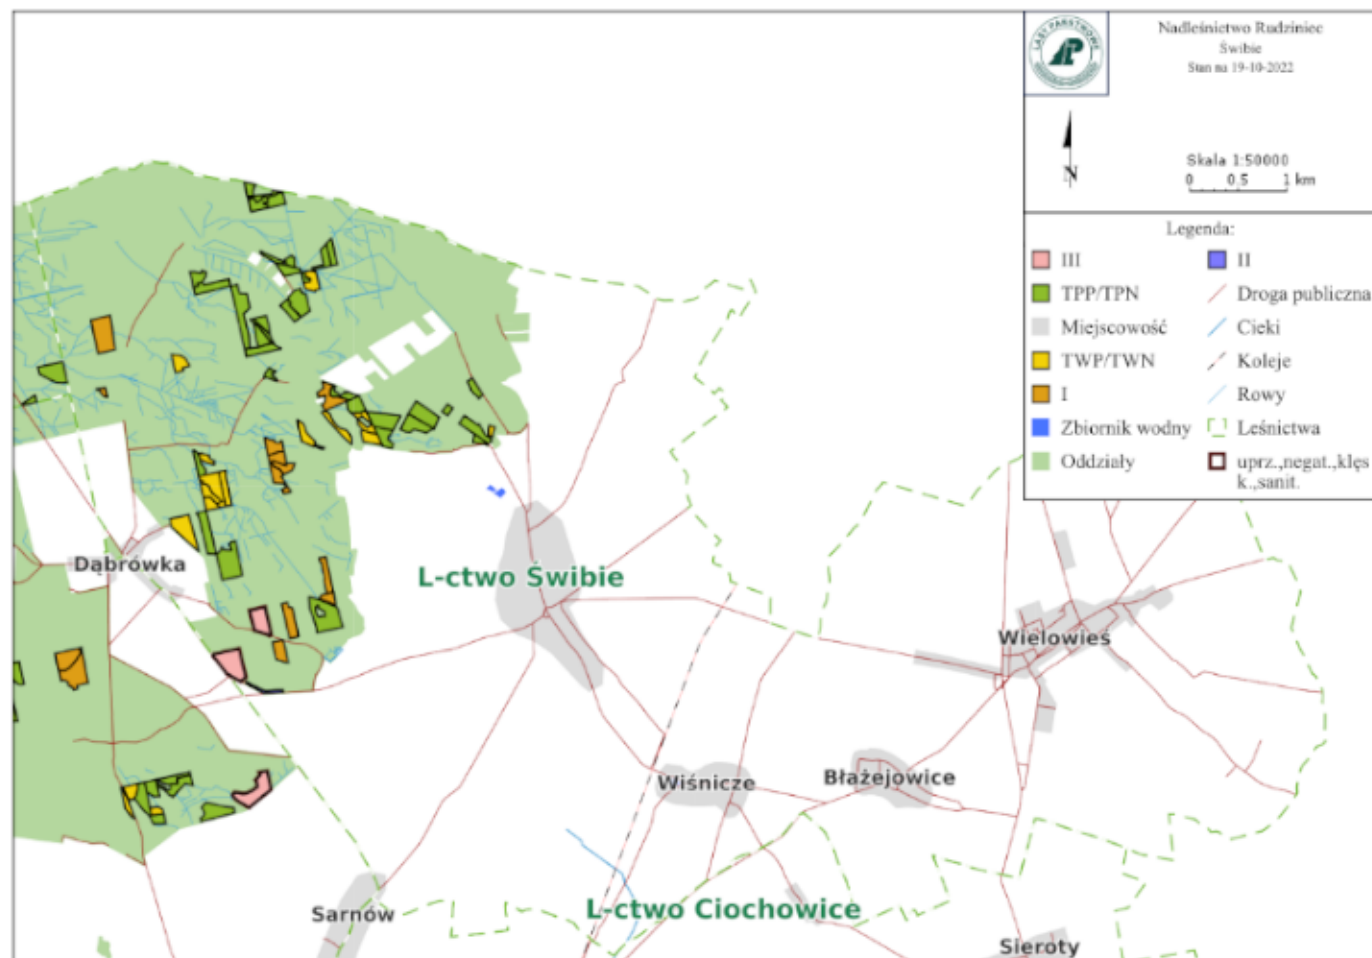 Nadleśnictwo Rudziniec
Świbie
Stan na 19-10-2022
LASY PAŃSTWOWE
N
Skala 1:50000
0 0.5 1 km
Legenda:
III
II
TPP/TPN
Droga publiczna
Miejscowość
Cieki
TWP/TWN
Koleje
I
Rowy
Zbiornik wodny
Leśnictwa
Oddziały
uprz.,negat.,klęs
k.,sanit.
Dąbrówka
L-ctwo Świbie
Wielowieś
Wiśnicze
Błażejowice
Sarnów
L-ctwo Ciochowice
Sieroty